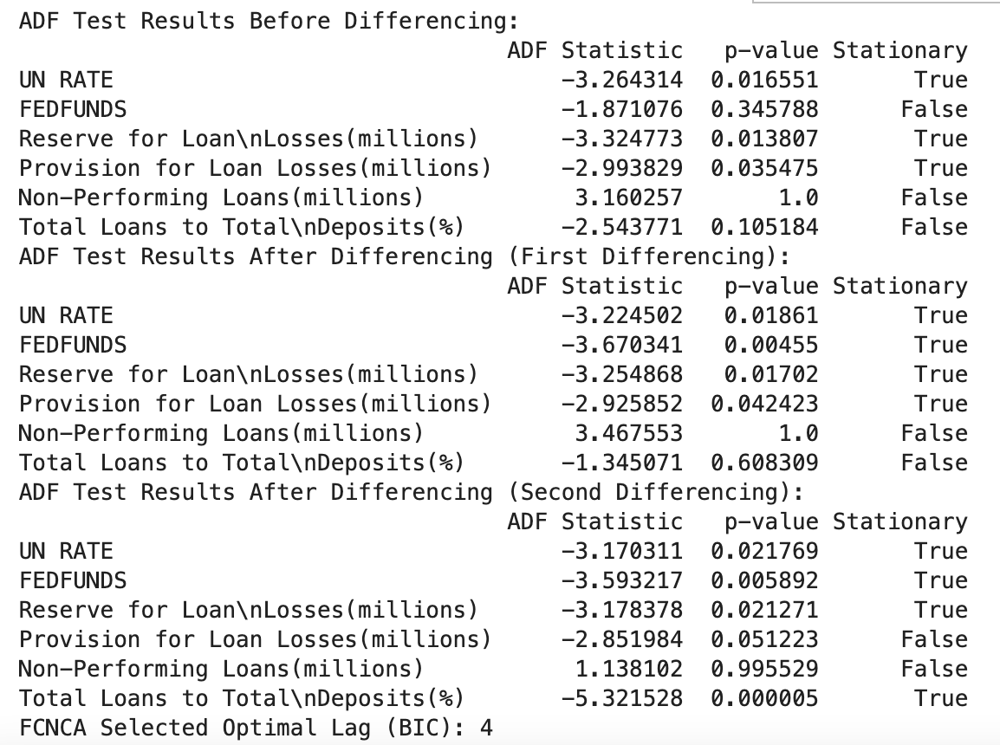 ADF Test Results Before Differencing:
ADF Statistic p-value Stationary
UN RATE -3.264314 0.016551 True
FEDFUNDS -1.871076 0.345788 False
Reserve for Loan\nLosses(millions) -3.324773 0.013807 True
Provision for Loan Losses(millions) -2.993829 0.035475 True
Non-Performing Loans(millions) 3.160257 1.0 False
Total Loans to Total\nDeposits(%) -2.543771 0.105184 False
ADF Test Results After Differencing (First Differencing):
ADF Statistic p-value Stationary
UN RATE -3.224502 0.01861 True
FEDFUNDS -3.670341 0.00455 True
Reserve for Loan\nLosses(millions) -3.254868 0.01702 True
Provision for Loan Losses(millions) -2.925852 0.042423 True
Non-Performing Loans(millions) 3.467553 1.0 False
Total Loans to Total\nDeposits(%) -1.345071 0.608309 False
ADF Test Results After Differencing (Second Differencing):
ADF Statistic p-value Stationary
UN RATE -3.170311 0.021769 True
FEDFUNDS -3.593217 0.005892 True
Reserve for Loan\nLosses(millions) -3.178378 0.021271 True
Provision for Loan Losses(millions) -2.851984 0.051223 False
Non-Performing Loans(millions) 1.138102 0.995529 False
Total Loans to Total\nDeposits(%) -5.321528 0.000005 True
FCNCA Selected Optimal Lag (BIC): 4